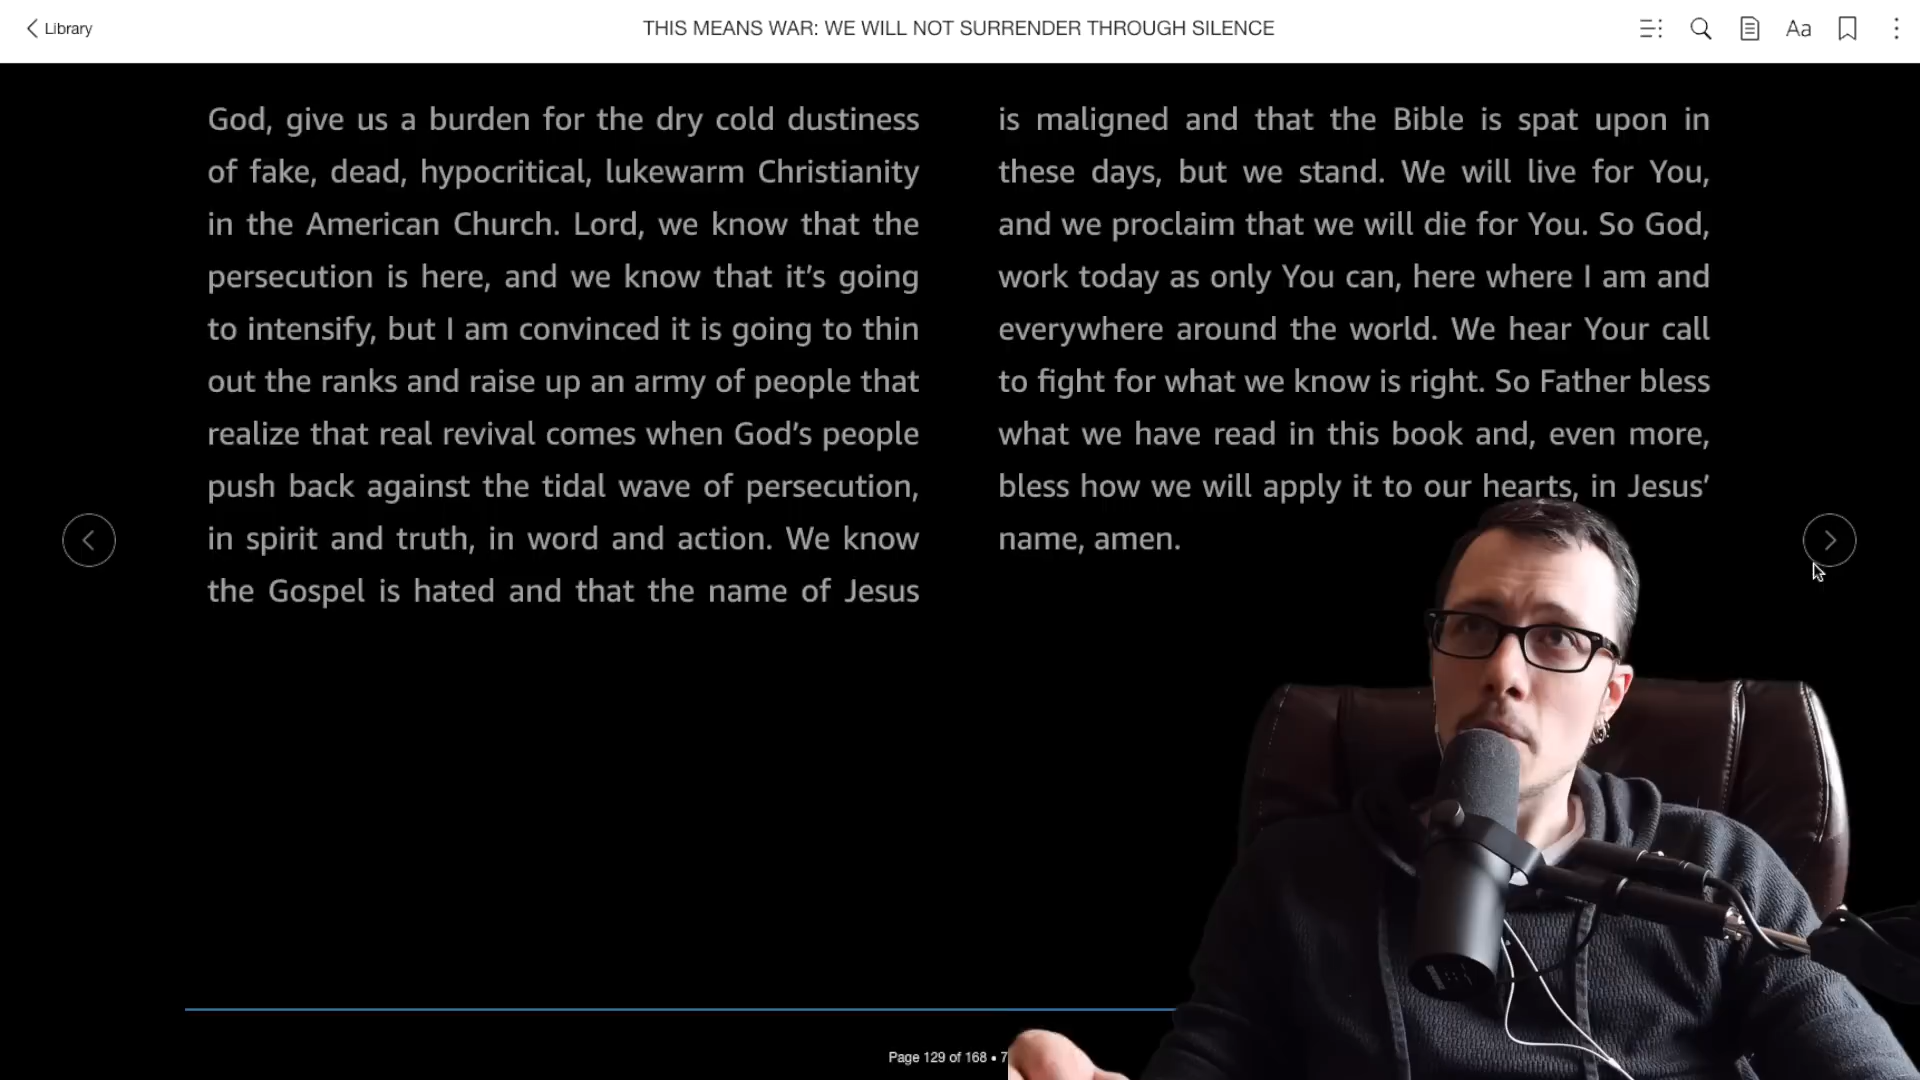 Library
THIS MEANS WAR: WE WILL NOT SURRENDER THROUGH SILENCE
Aa
God, give us a burden for the dry cold dustiness
of fake, dead, hypocritical, lukewarm Christianity
in the American Church. Lord, we know that the
persecution is here, and we know that it’s going
to intensify, but I am convinced it is going to thin
out the ranks and raise up an army of people that
realize that real revival comes when God’s people
push back against the tidal wave of persecution,
in spirit and truth, in word and action. We know
the Gospel is hated and that the name of Jesus
is maligned and that the Bible is spat upon in
these days, but we stand. We will live for You,
and we proclaim that we will die for You. So God,
work today as only You can, here where I am and
everywhere around the world. We hear Your call
to fight for what we know is right. So Father bless
what we have read in this book and, even more,
bless how we will apply it to our hearts, in Jesus’
name, amen.
Page 129 of 168 • 7